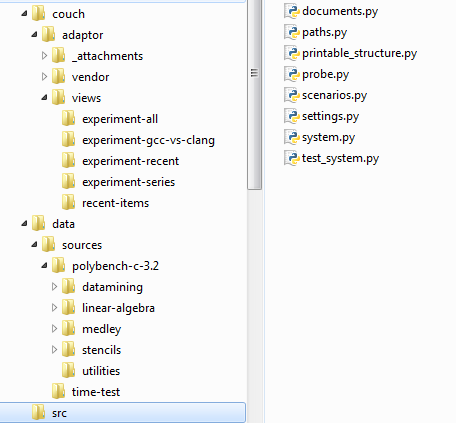 couch
adaptor
_attachments
vendor
views
experiment-all
experiment-gcc-vs-clang
experiment-recent
experiment-series
recent-items
data
sources
polybench-c-3.2
datamining
linear-algebra
medley
stencils
utilities
time-test
src
documents.py
paths.py
printable_structure.py
probe.py
scenarios.py
settings.py
system.py
test_system.py